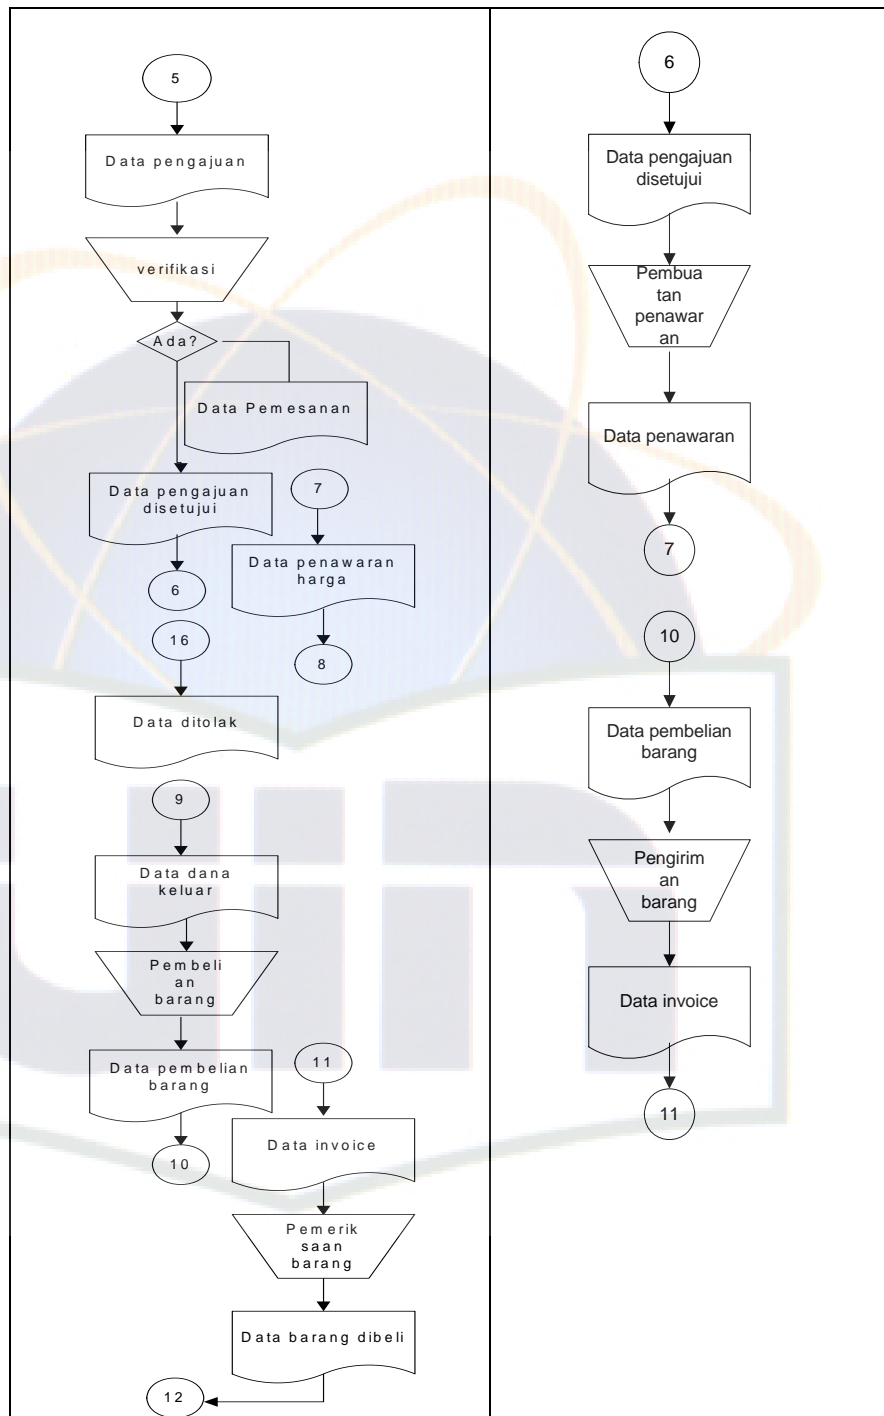 5
Data pengajuan
verifikasi
Ada?
Data Pemesanan
Data pengajuan
disetujui
6
7
Data penawaran
harga
8
16
Data ditolak
9
Data dana
keluar
Pembeli
an
barang
Data pembelian
barang
10
11
Data invoice
Pemerik
saan
barang
Data barang dibeli
12
6
Data pengajuan
disetujui
Pembua
tan
penawar
an
Data penawaran
7
10
Data pembelian
barang
Pengirim
an
barang
Data invoice
11
uin